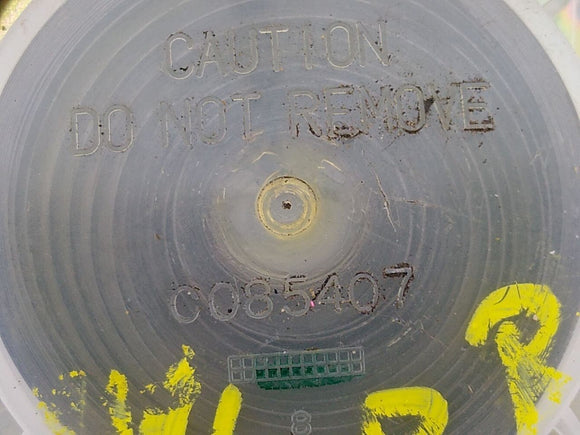 CAUTION
DO NOT REMOVE
C085407
8